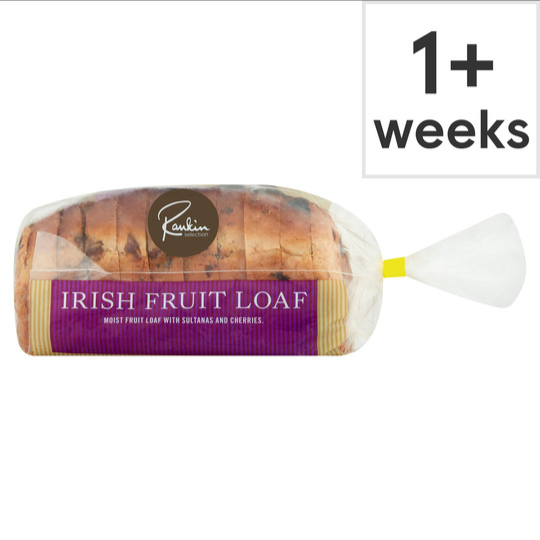 1+
weeks
Rankin
selection
IRISH FRUIT LOAF
MOIST FRUIT LOAF WITH SULTANAS AND CHERRIES.